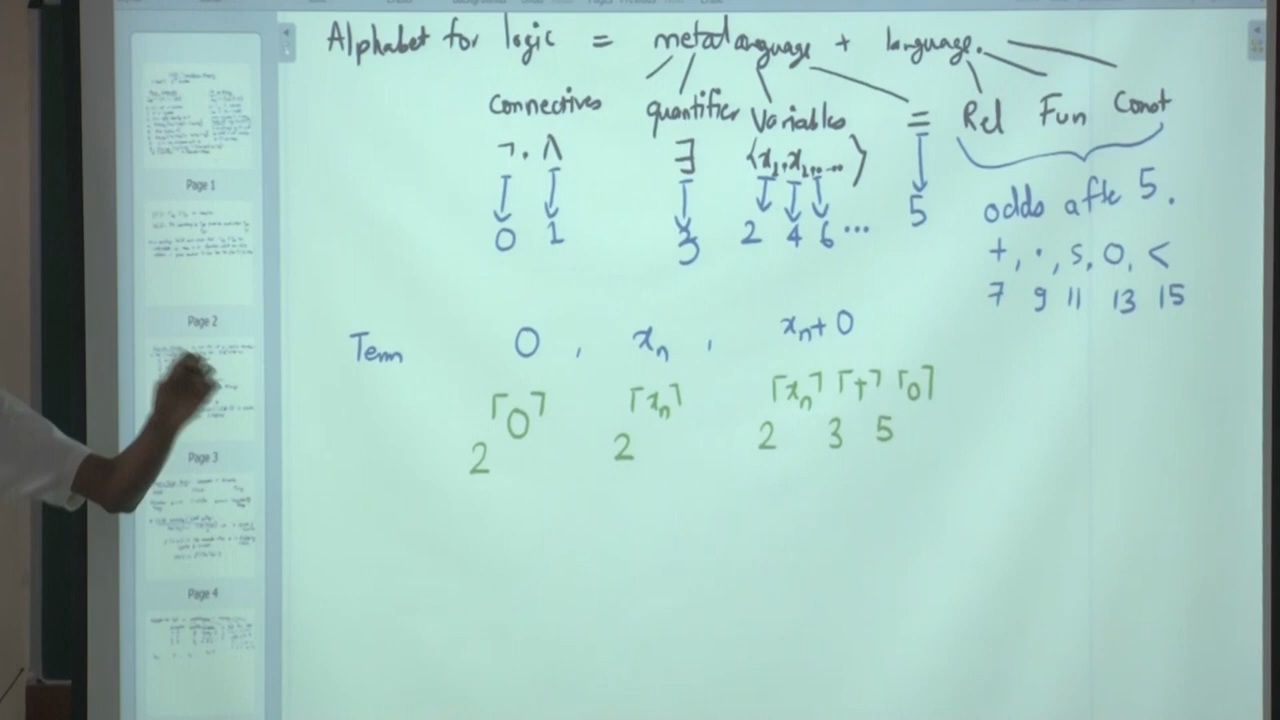 Alphabet for logic = metalanguage + language.
Connectives quantifier Variables = Rel Fun Const
¬, ∧ ∃ {x₁, x₂, ...}
0 1 3 2 4 6 ... 5
odds afte 5.
+, ·, s, 0, <
7 9 11 13 15
Term 0 , xₙ , xₙ + 0
⌜0⌝ ⌜xₙ⌝ ⌜xₙ⌝ ⌜+⌝ ⌜0⌝
2 2 2 3 5
Page 1
Page 2
Page 3
Page 4